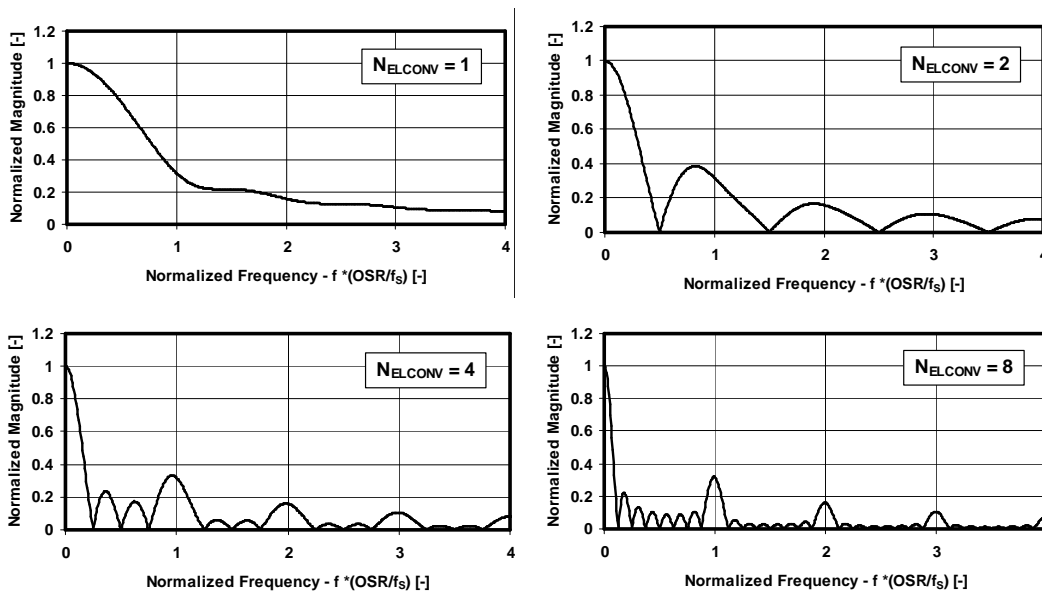 1.2
1
0.8
0.6
0.4
0.2
0
Normalized Magnitude [-]
N_ELCONV = 1
0 1 2 3 4
Normalized Frequency - f *(OSR/f_S) [-]
1.2
1
0.8
0.6
0.4
0.2
0
Normalized Magnitude [-]
N_ELCONV = 2
0 1 2 3 4
Normalized Frequency - f *(OSR/f_S) [-]
1.2
1
0.8
0.6
0.4
0.2
0
Normalized Magnitude [-]
N_ELCONV = 4
0 1 2 3 4
Normalized Frequency - f *(OSR/f_S) [-]
1.2
1
0.8
0.6
0.4
0.2
0
Normalized Magnitude [-]
N_ELCONV = 8
0 1 2 3 4
Normalized Frequency - f *(OSR/f_S) [-]